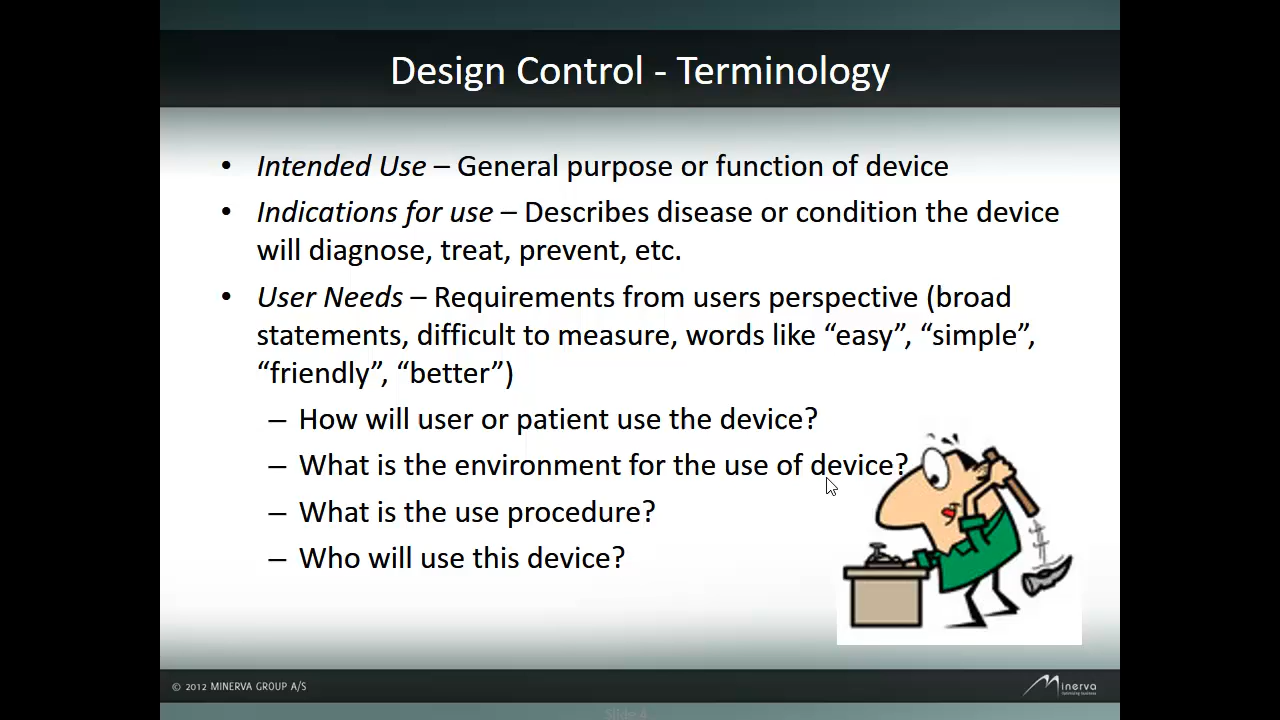 Design Control - Terminology
• Intended Use – General purpose or function of device
• Indications for use – Describes disease or condition the device
will diagnose, treat, prevent, etc.
• User Needs – Requirements from users perspective (broad
statements, difficult to measure, words like “easy”, “simple”,
“friendly”, “better”)
– How will user or patient use the device?
– What is the environment for the use of device?
– What is the use procedure?
– Who will use this device?
© 2012 MINERVA GROUP A/S
Minerva
Slide 4